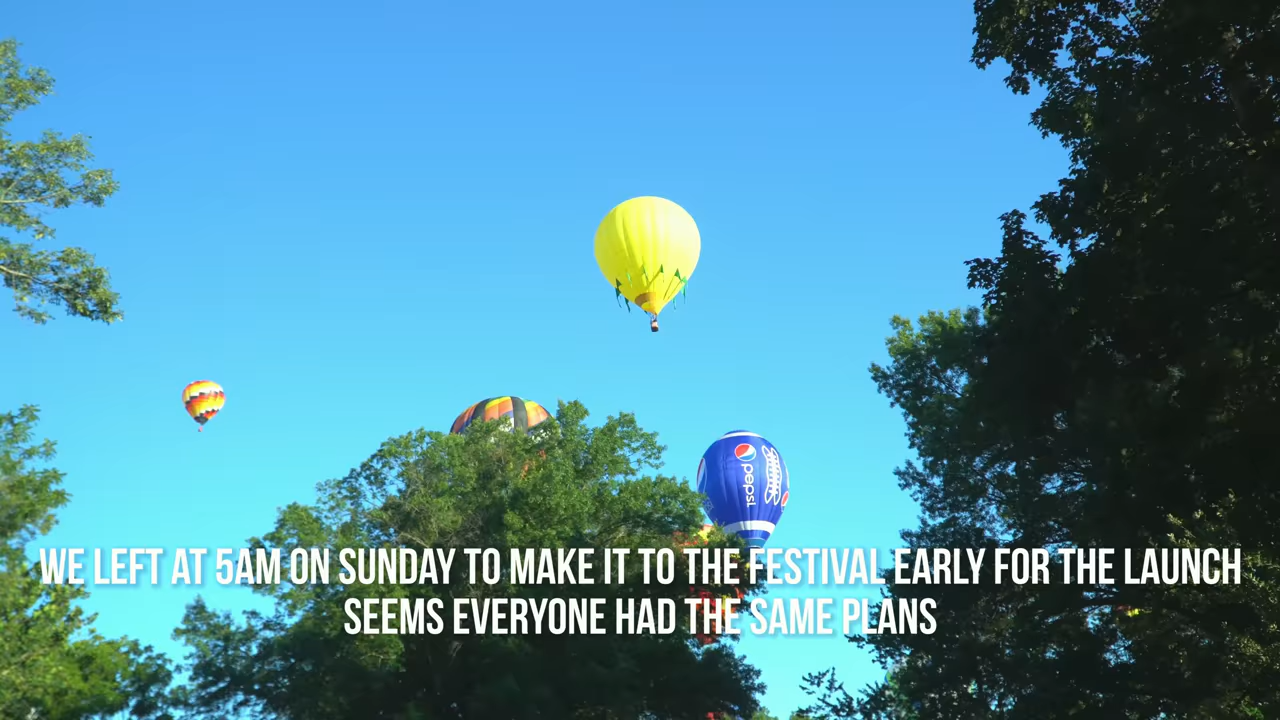 pepsi
WE LEFT AT 5AM ON SUNDAY TO MAKE IT TO THE FESTIVAL EARLY FOR THE LAUNCH
SEEMS EVERYONE HAD THE SAME PLANS